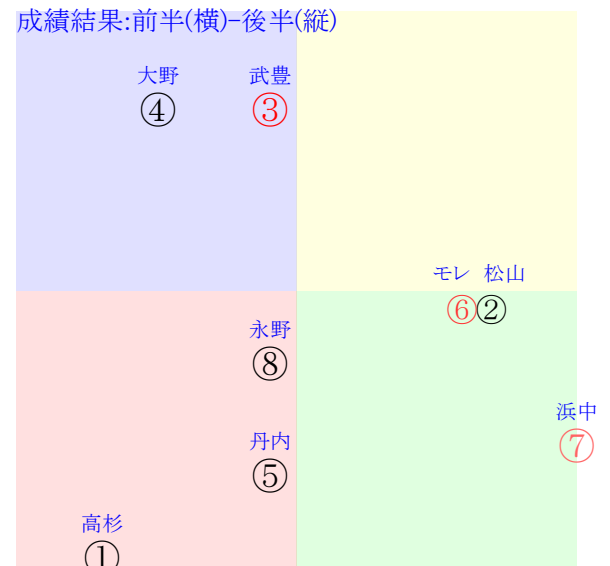 成績結果:前半(横)-後半(縦)
大野 武豊
④ ③
モレ 松山
⑥②
永野
⑧
浜中
⑦
丹内
⑤
高杉
①